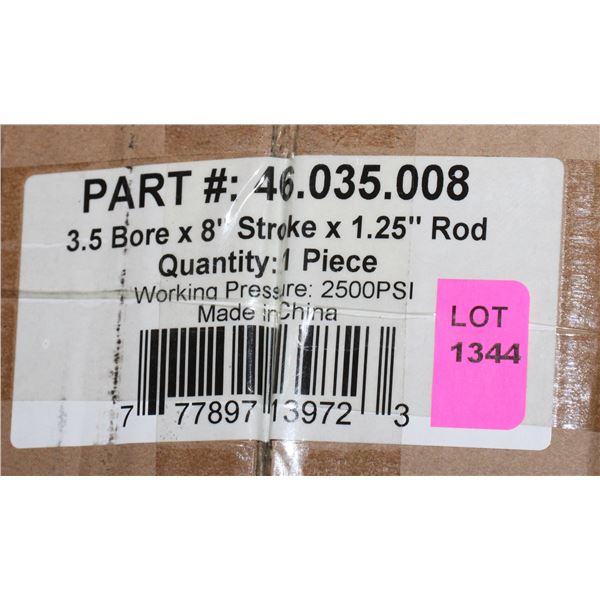 PART #: 46.035.008
3.5 Bore x 8" Stroke x 1.25" Rod
Quantity:1 Piece
Working Pressure: 2500PSI
Made in China
7 77897 13972 3
LOT
1344